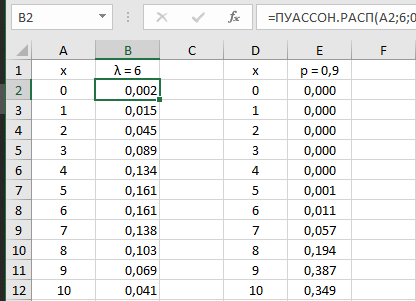 B2 =ПУАССОН.РАСП(A2;6;0
A B C D E F
1 x λ = 6 x p = 0,9
2 0 0,002 0 0,000
3 1 0,015 1 0,000
4 2 0,045 2 0,000
5 3 0,089 3 0,000
6 4 0,134 4 0,000
7 5 0,161 5 0,001
8 6 0,161 6 0,011
9 7 0,138 7 0,057
10 8 0,103 8 0,194
11 9 0,069 9 0,387
12 10 0,041 10 0,349